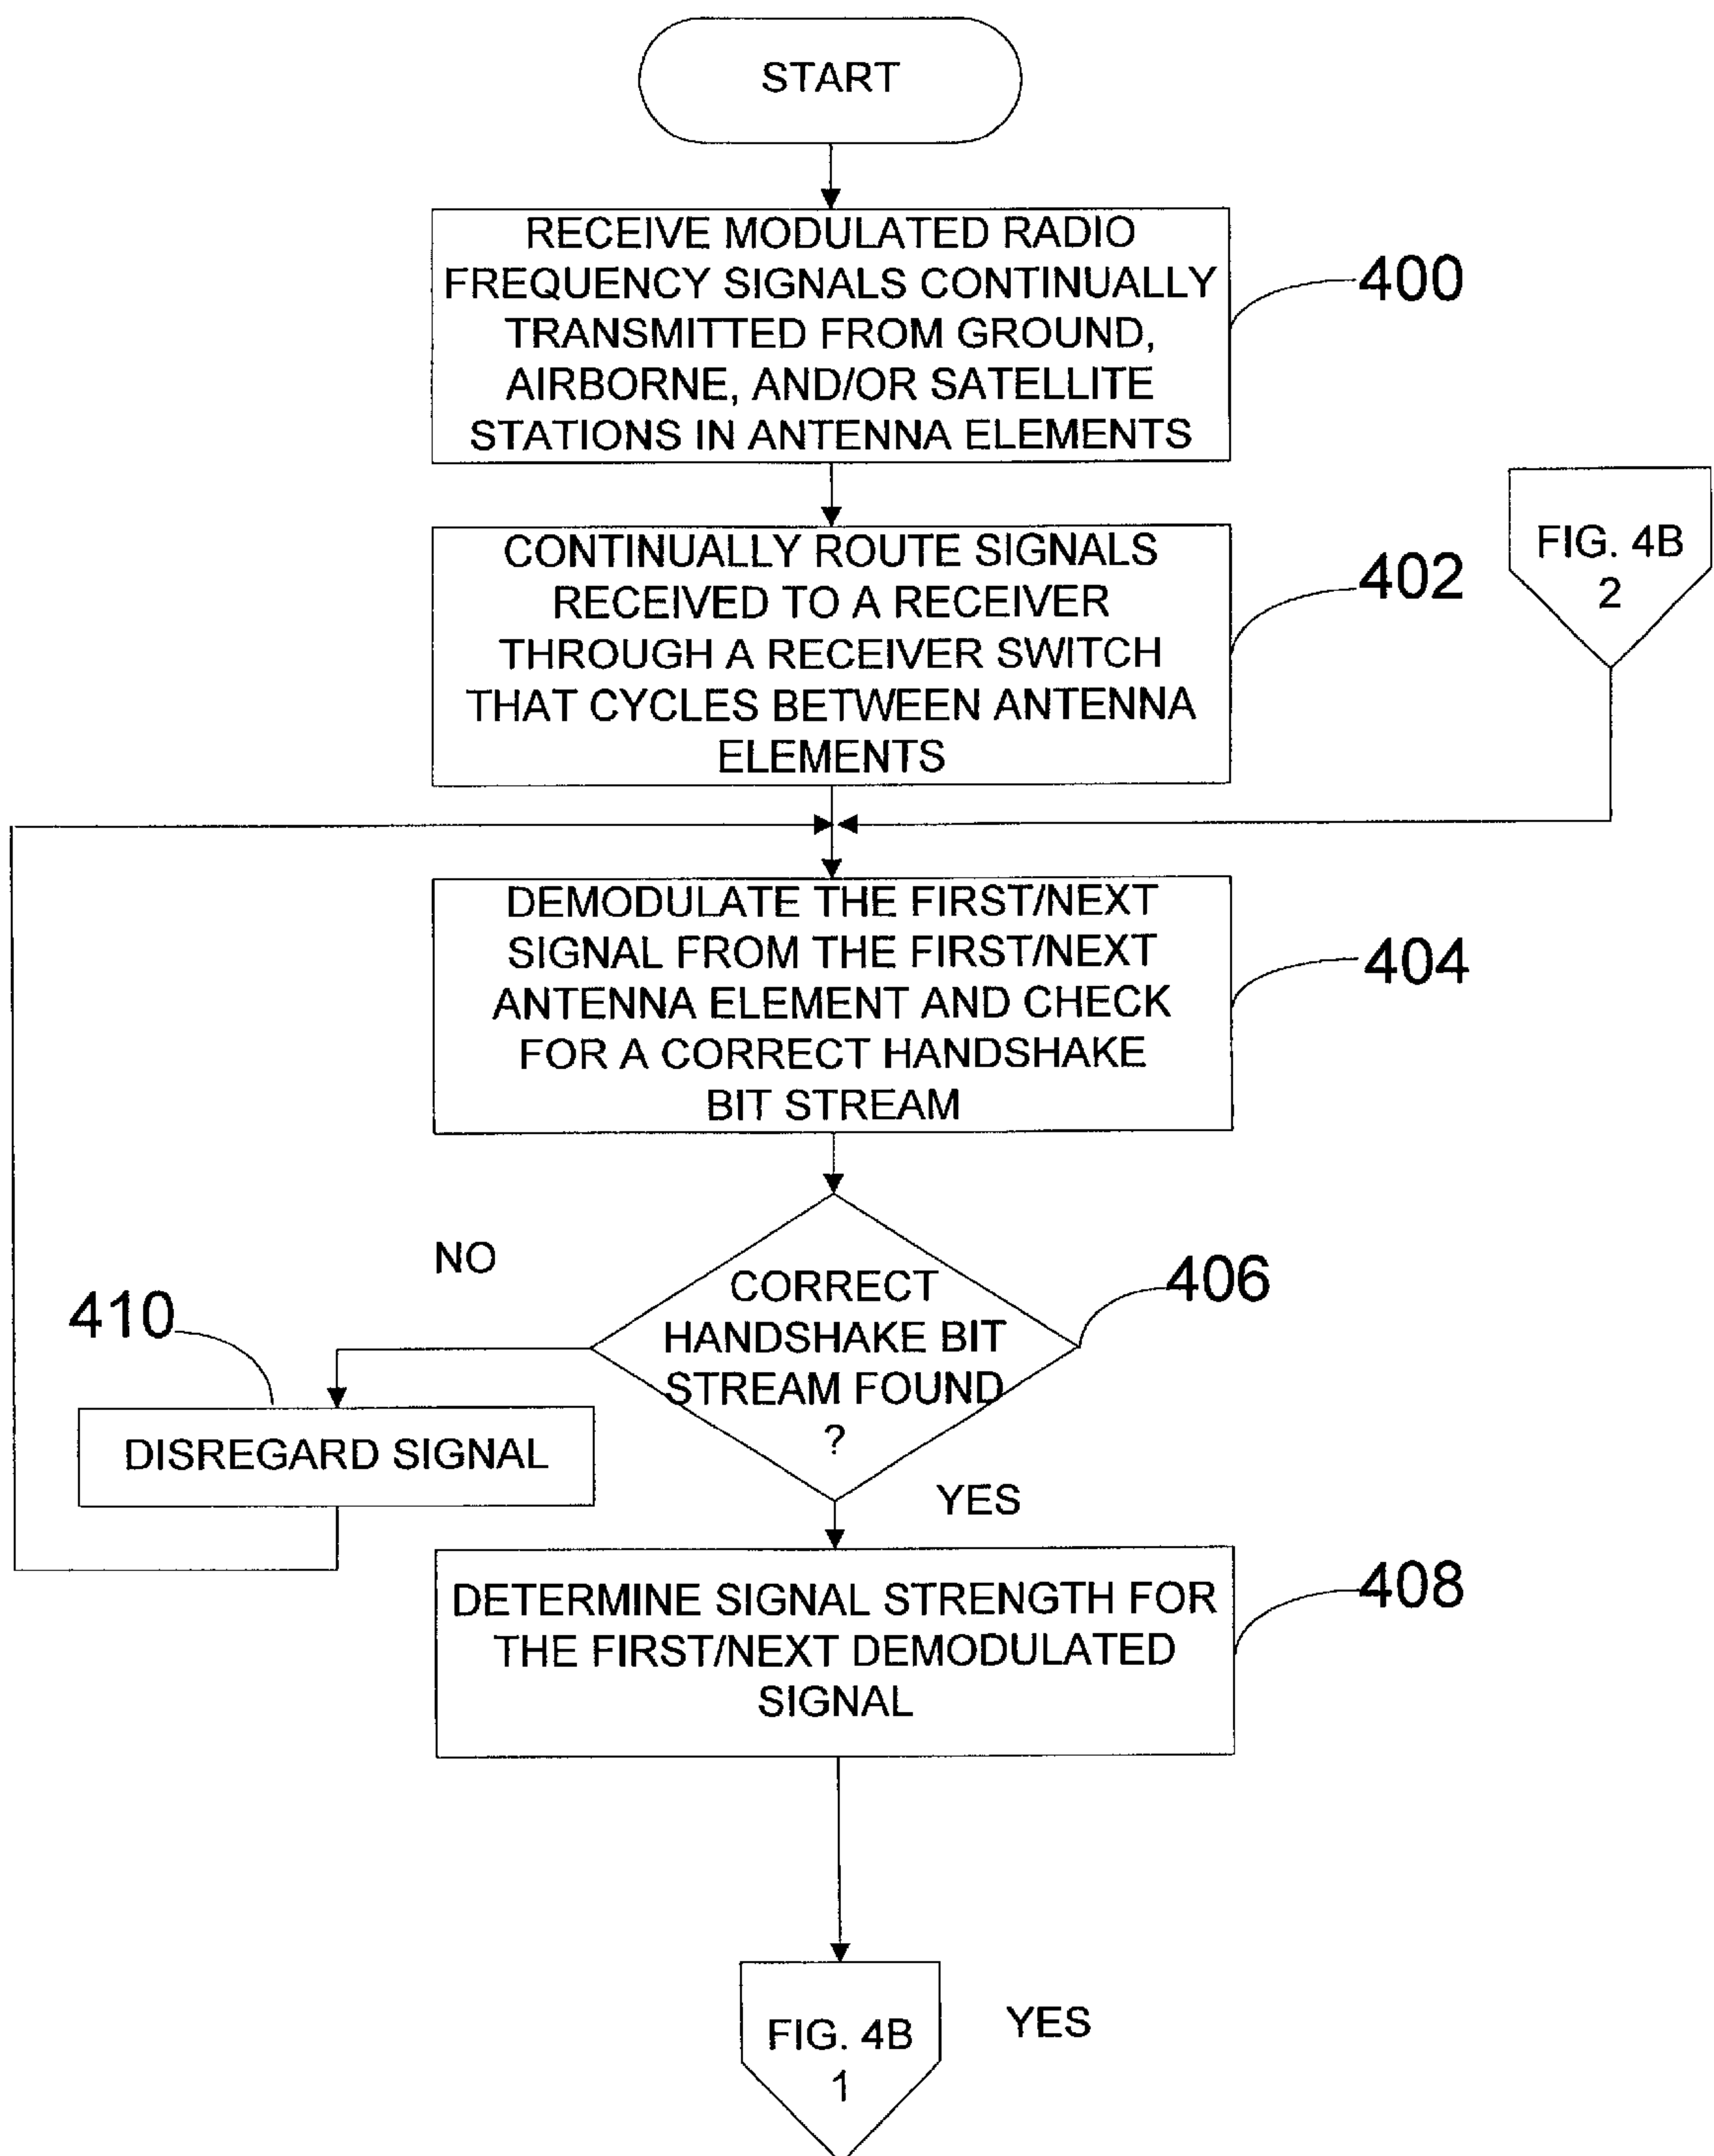 START
RECEIVE MODULATED RADIO
FREQUENCY SIGNALS CONTINUALLY
TRANSMITTED FROM GROUND,
AIRBORNE, AND/OR SATELLITE
STATIONS IN ANTENNA ELEMENTS
400
CONTINUALLY ROUTE SIGNALS
RECEIVED TO A RECEIVER
THROUGH A RECEIVER SWITCH
THAT CYCLES BETWEEN ANTENNA
ELEMENTS
402
FIG. 4B
2
DEMODULATE THE FIRST/NEXT
SIGNAL FROM THE FIRST/NEXT
ANTENNA ELEMENT AND CHECK
FOR A CORRECT HANDSHAKE
BIT STREAM
404
NO
CORRECT
HANDSHAKE BIT
STREAM FOUND
?
406
410
DISREGARD SIGNAL
YES
DETERMINE SIGNAL STRENGTH FOR
THE FIRST/NEXT DEMODULATED
SIGNAL
408
FIG. 4B
1
YES